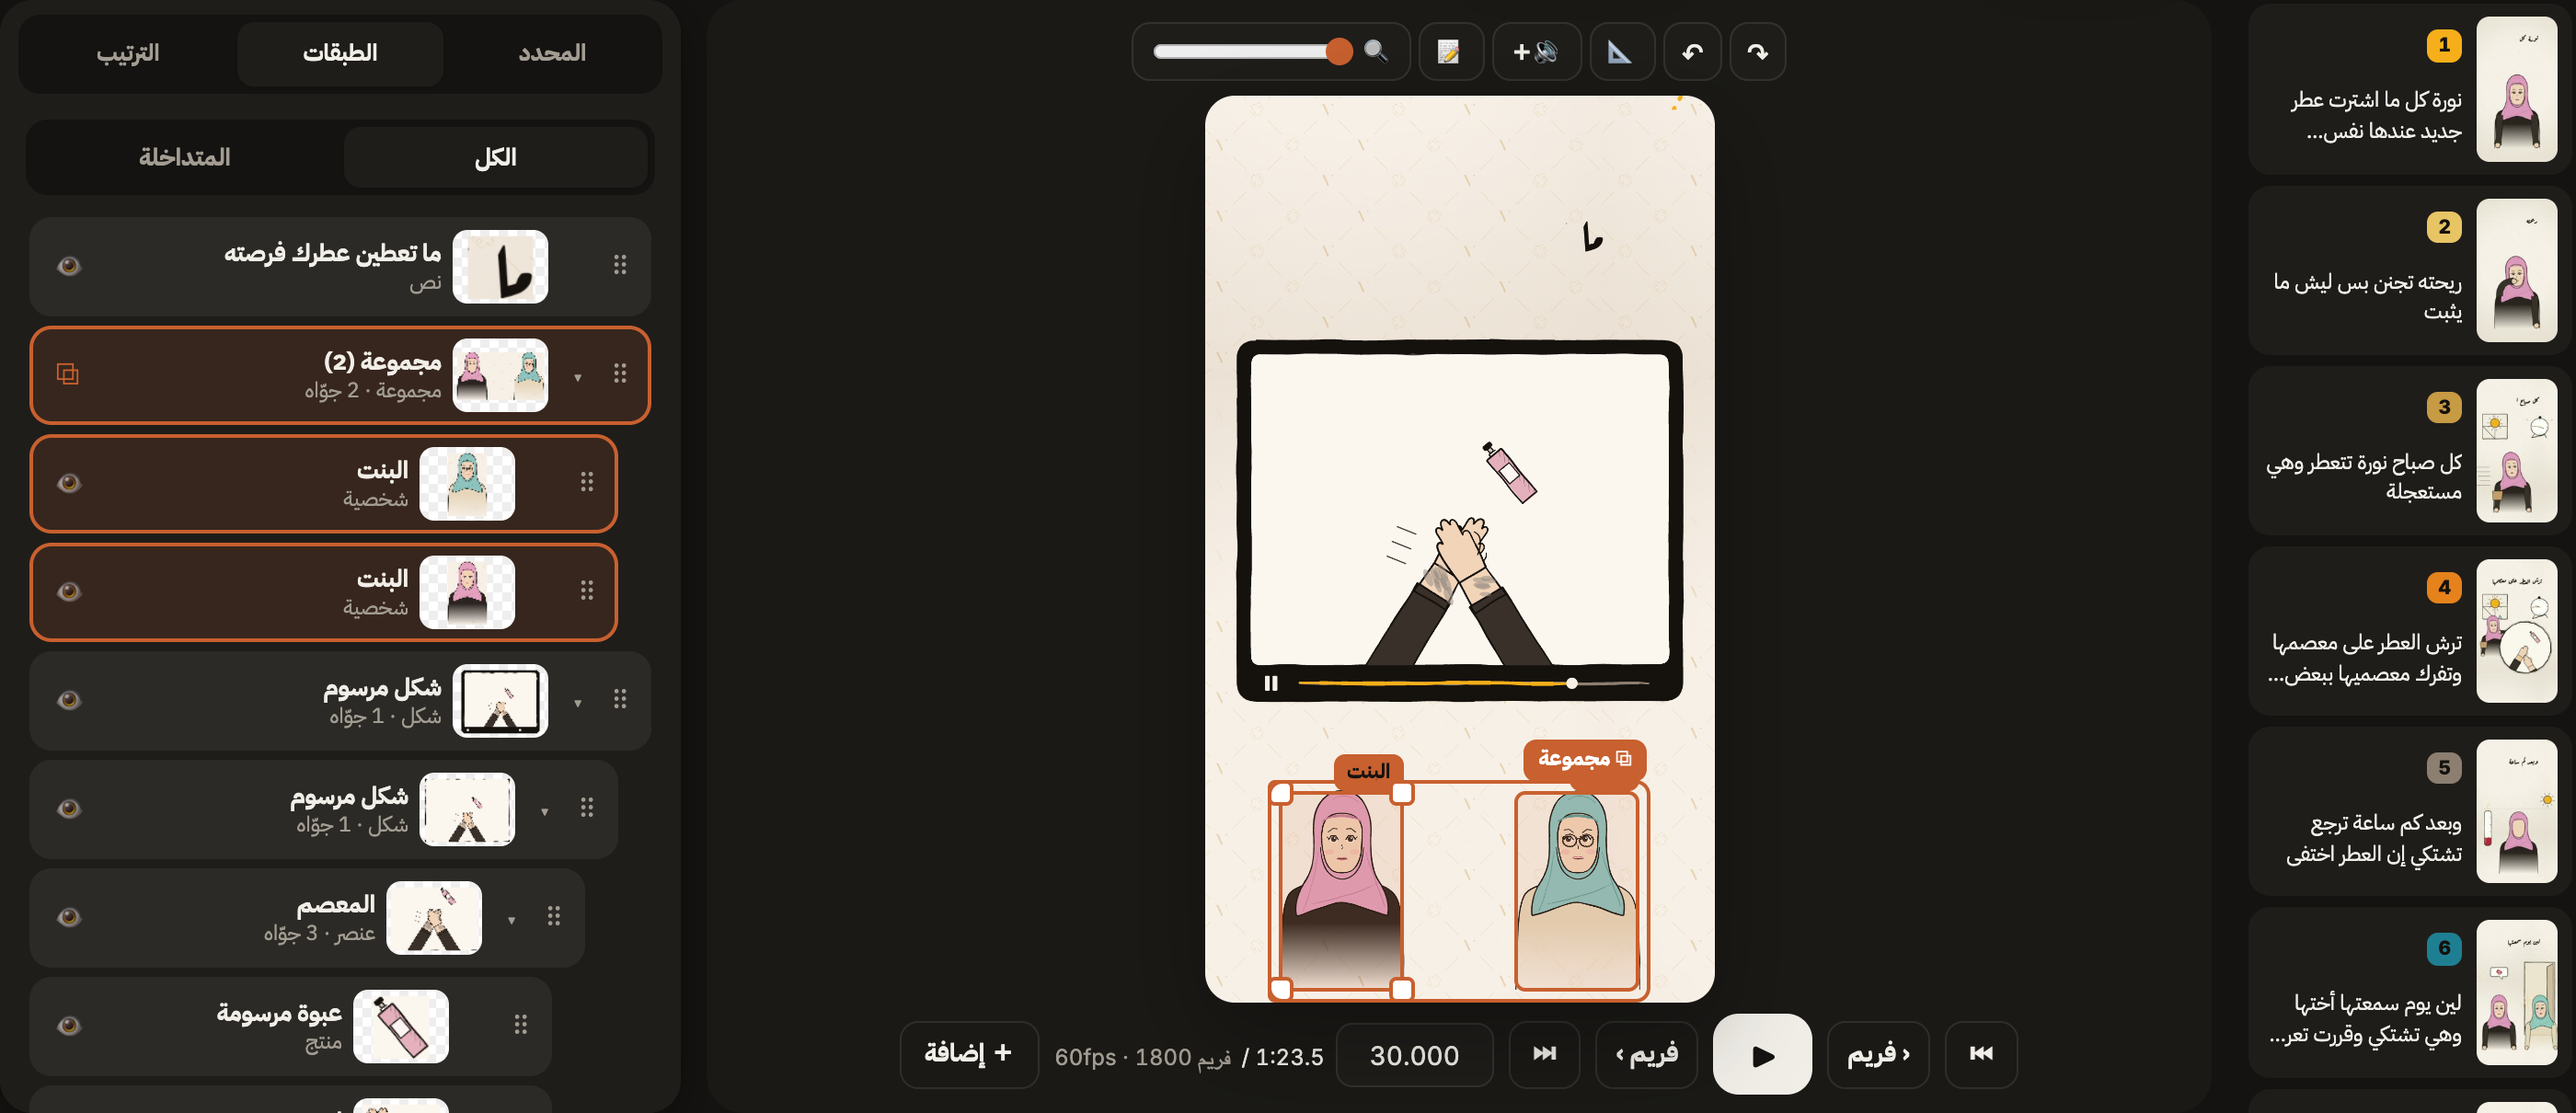 المحدد
الطبقات
الترتيب
الكل
المتداخلة
ما تعطين عطرك فرصته
نص
مجموعة (2)
مجموعة · 2 جوّاه
البنت
شخصية
البنت
شخصية
شكل مرسوم
شكل · 1 جوّاه
شكل مرسوم
شكل · 1 جوّاه
المعصم
عنصر · 3 جوّاه
عبوة مرسومة
منتج
ما
مجموعة
البنت
+ إضافة
60fps · 1800 فريم / 1:23.5
30.000
فريم ›
‹ فريم
1
نورة كل ما اشترت عطر
جديد عندها نفس...
2
ريحته تجنن بس ليش ما
يثبت
3
كل صباح نورة تتعطر وهي
مستعجلة
4
ترش العطر على معصمها
وتفرك معصميها ببعض...
5
وبعد كم ساعة ترجع
تشتكي إن العطر اختفى
6
لين يوم سمعتها أختها
وهي تشتكي وقررت تعر...